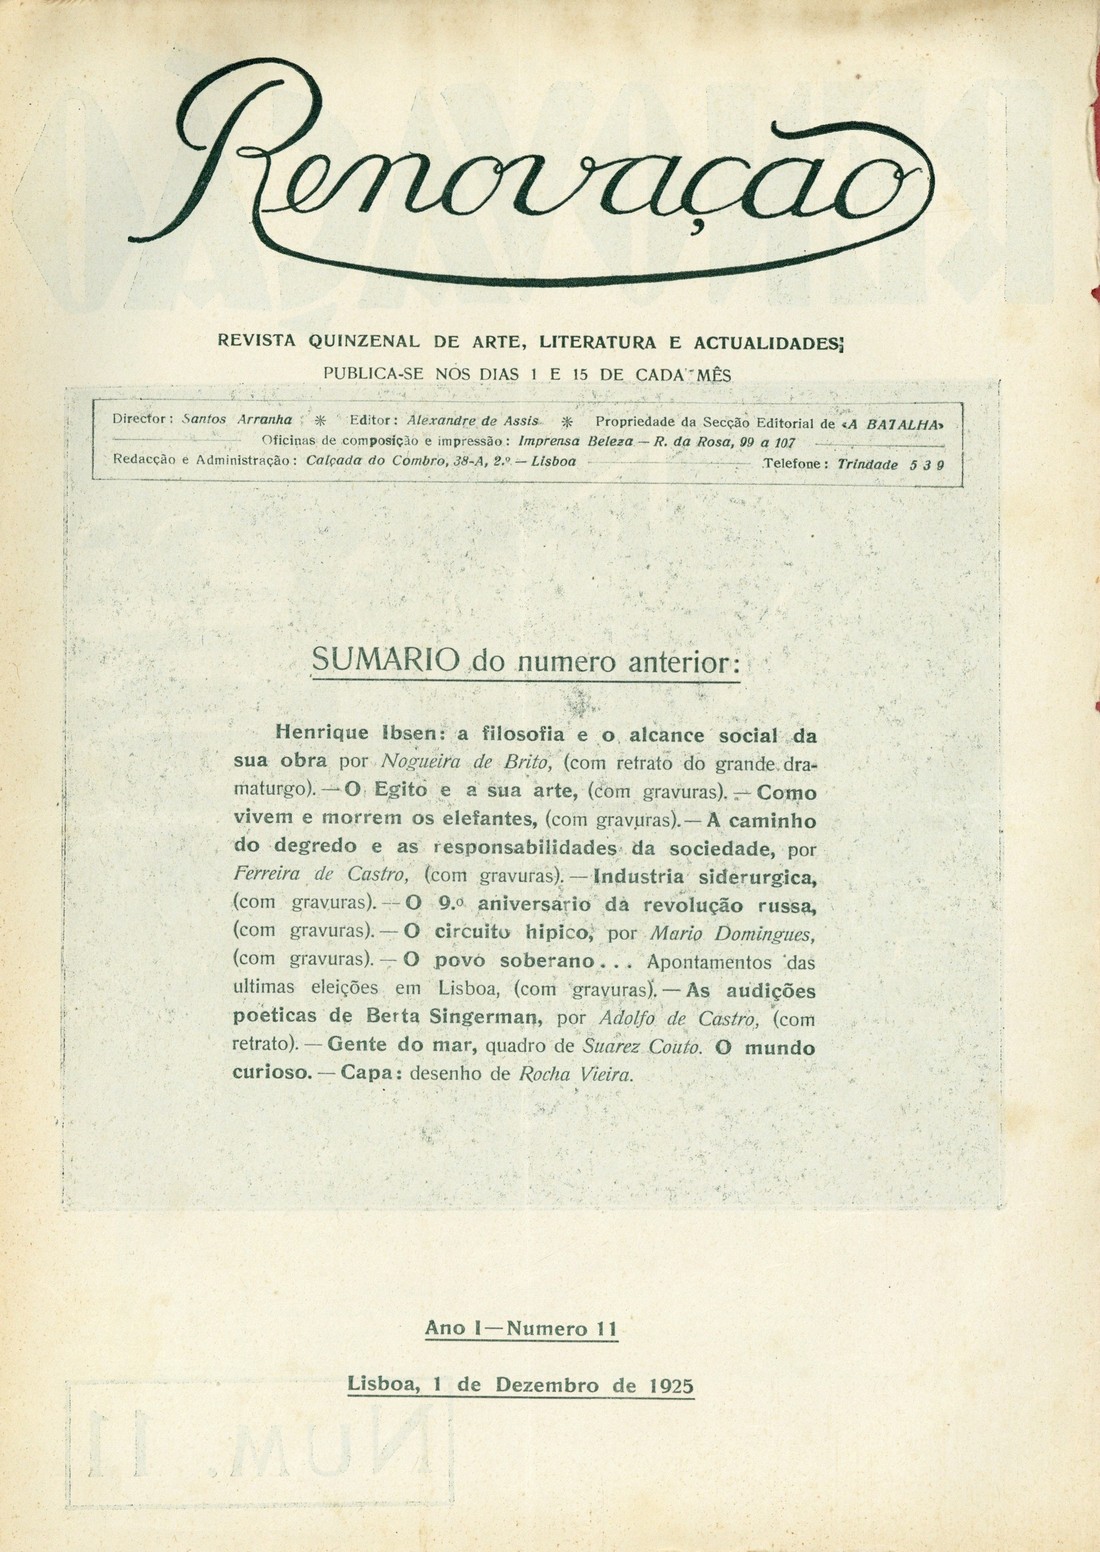 Renovação
REVISTA QUINZENAL DE ARTE, LITERATURA E ACTUALIDADES;
PUBLICA-SE NOS DIAS 1 E 15 DE CADA MÊS
Director: Santos Arranha ✳ Editor: Alexandre de Assis ✳ Propriedade da Secção Editorial de «A BATALHA»
Oficinas de composição e impressão: Imprensa Beleza — R. da Rosa, 99 a 107
Redacção e Administração: Calçada do Combro, 38-A, 2.º — Lisboa Telefone: Trindade 5 3 9
SUMARIO do numero anterior:
Henrique Ibsen: a filosofia e o alcance social da
sua obra por Nogueira de Brito, (com retrato do grande dra-
maturgo). — O Egito e a sua arte, (com gravuras). — Como
vivem e morrem os elefantes, (com gravuras). — A caminho
do degredo e as responsabilidades da sociedade, por
Ferreira de Castro, (com gravuras). — Industria siderurgica,
(com gravuras). — O 9.º aniversario da revolução russa,
(com gravuras). — O circuito hipico, por Mario Domingues,
(com gravuras). — O povo soberano... Apontamentos das
ultimas eleições em Lisboa, (com gravuras). — As audições
poeticas de Berta Singerman, por Adolfo de Castro, (com
retrato). — Gente do mar, quadro de Suarez Couto. O mundo
curioso. — Capa: desenho de Rocha Vieira.
Ano I — Numero 11
Lisboa, 1 de Dezembro de 1925
NUM. 11